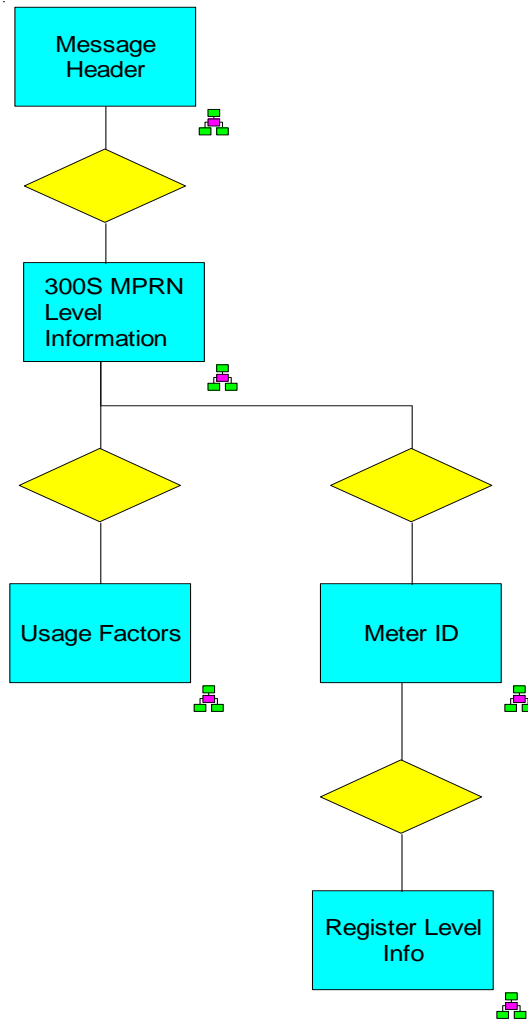 Message
Header
300S MPRN
Level
Information
Usage Factors
Meter ID
Register Level
Info